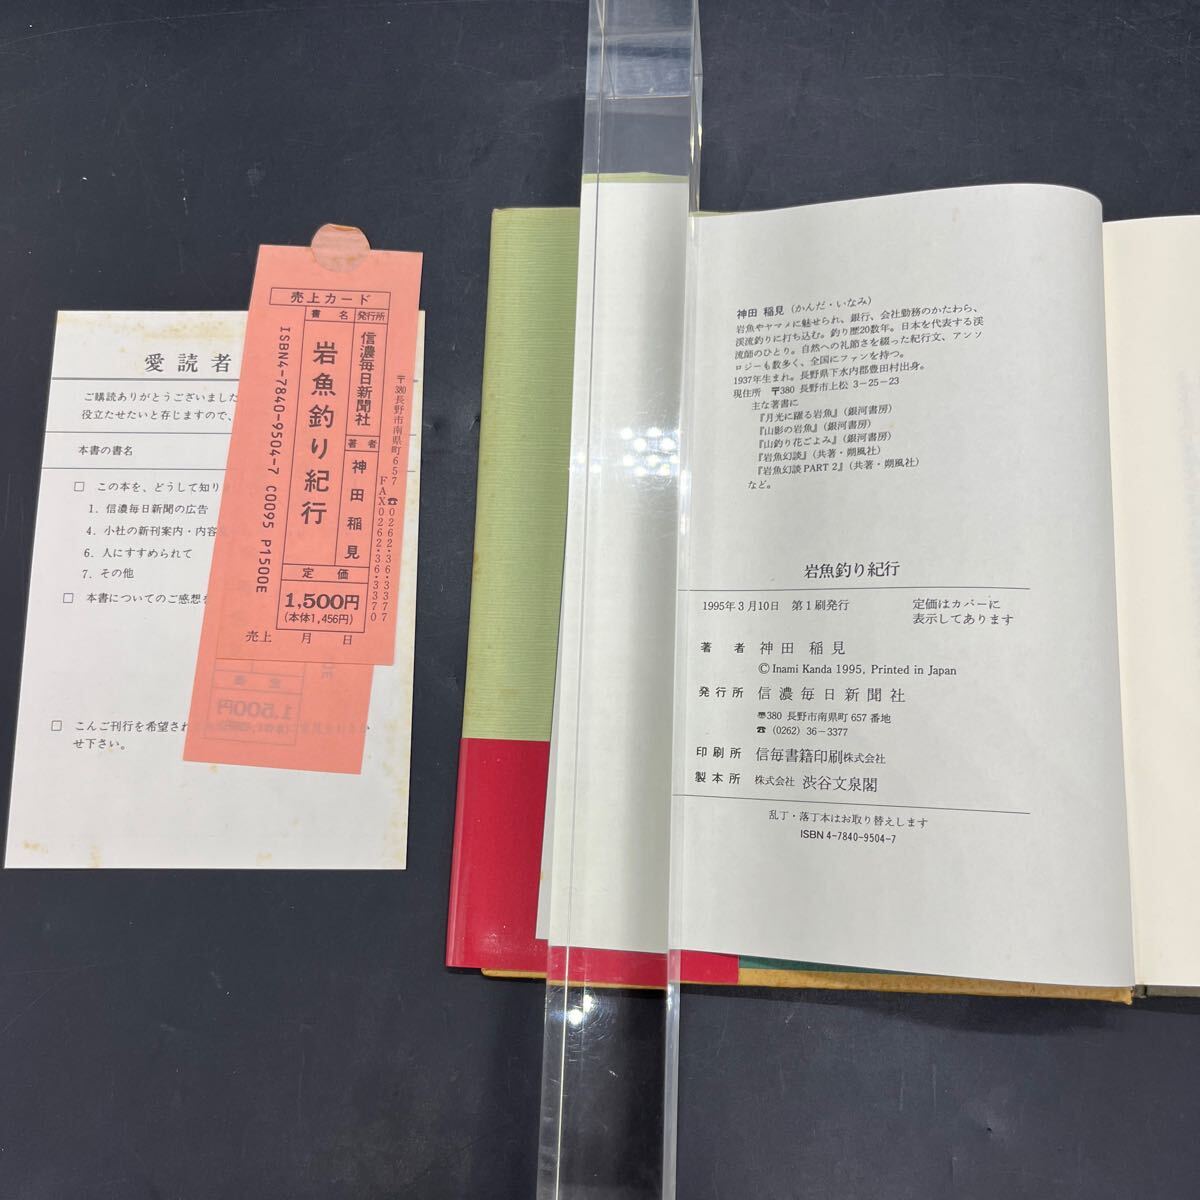 愛読者
ご購読ありがとうございました
役立たせたいと存じますので、
本書の書名
□ この本を、どうして知り
1. 信濃毎日新聞の広告
4. 小社の新刊案内・内容
6. 人にすすめられて
7. その他
□ 本書についてのご感想を
□ こんご刊行を希望され
せ下さい。
売上カード
書名
岩魚釣り紀行
発行所
信濃毎日新聞社
著者
神田稲見
〒380長野市南県町657 ☎0262・36・3377
FAX0262・36・3370
ISBN4-7840-9504-7 C0095 P1500E
定価
1,500円
(本体1,456円)
売上 月 日
神田 稲見 (かんだ・いなみ)
岩魚やヤマメに魅せられ、銀行、会社勤務のかたわら、
渓流釣りに打ち込む。釣り歴20数年。日本を代表する渓
流師のひとり。自然への礼節さを綴った紀行文、アンソ
ロジーも数多く、全国にファンを持つ。
1937年生まれ。長野県下水内郡豊田村出身。
現住所 〒380 長野市上松 3-25-23
主な著書に
『月光に躍る岩魚』(銀河書房)
『山影の岩魚』(銀河書房)
『山釣り花ごよみ』(銀河書房)
『岩魚幻談』(共著・朔風社)
『岩魚幻談 PART 2』(共著・朔風社)
など。
岩魚釣り紀行
1995年3月10日 第1刷発行
定価はカバーに
表示してあります
著者 神田 稲見
© Inami Kanda 1995, Printed in Japan
発行所 信濃毎日新聞社
〠380 長野市南県町 657 番地
☎ (0262) 36-3377
印刷所 信毎書籍印刷株式会社
製本所 株式会社 渋谷文泉閣
乱丁・落丁本はお取り替えします
ISBN 4-7840-9504-7